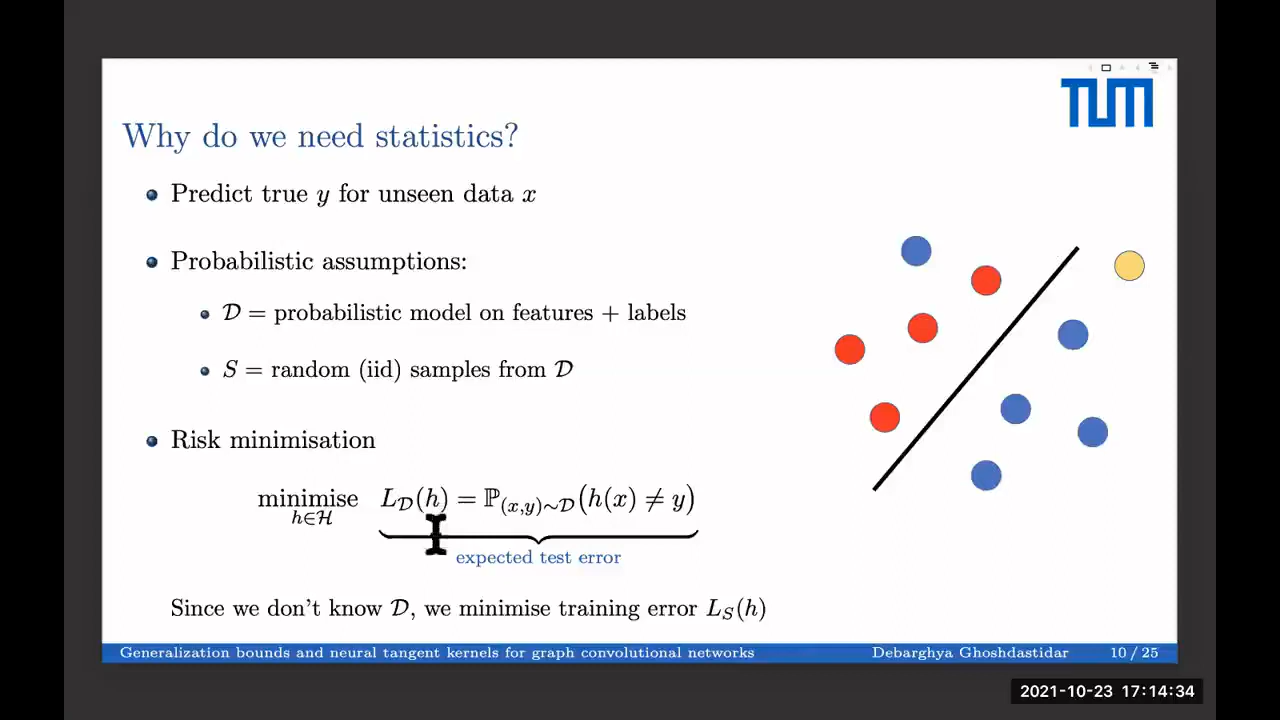 TUM
Why do we need statistics?
Predict true y for unseen data x
Probabilistic assumptions:
𝒟 = probabilistic model on features + labels
S = random (iid) samples from 𝒟
Risk minimisation
minimise L_𝒟(h) = ℙ_(x,y)∼𝒟(h(x) ≠ y)
h∈ℋ
expected test error
Since we don't know 𝒟, we minimise training error L_S(h)
Generalization bounds and neural tangent kernels for graph convolutional networks Debarghya Ghoshdastidar 10 / 25
2021-10-23 17:14:34